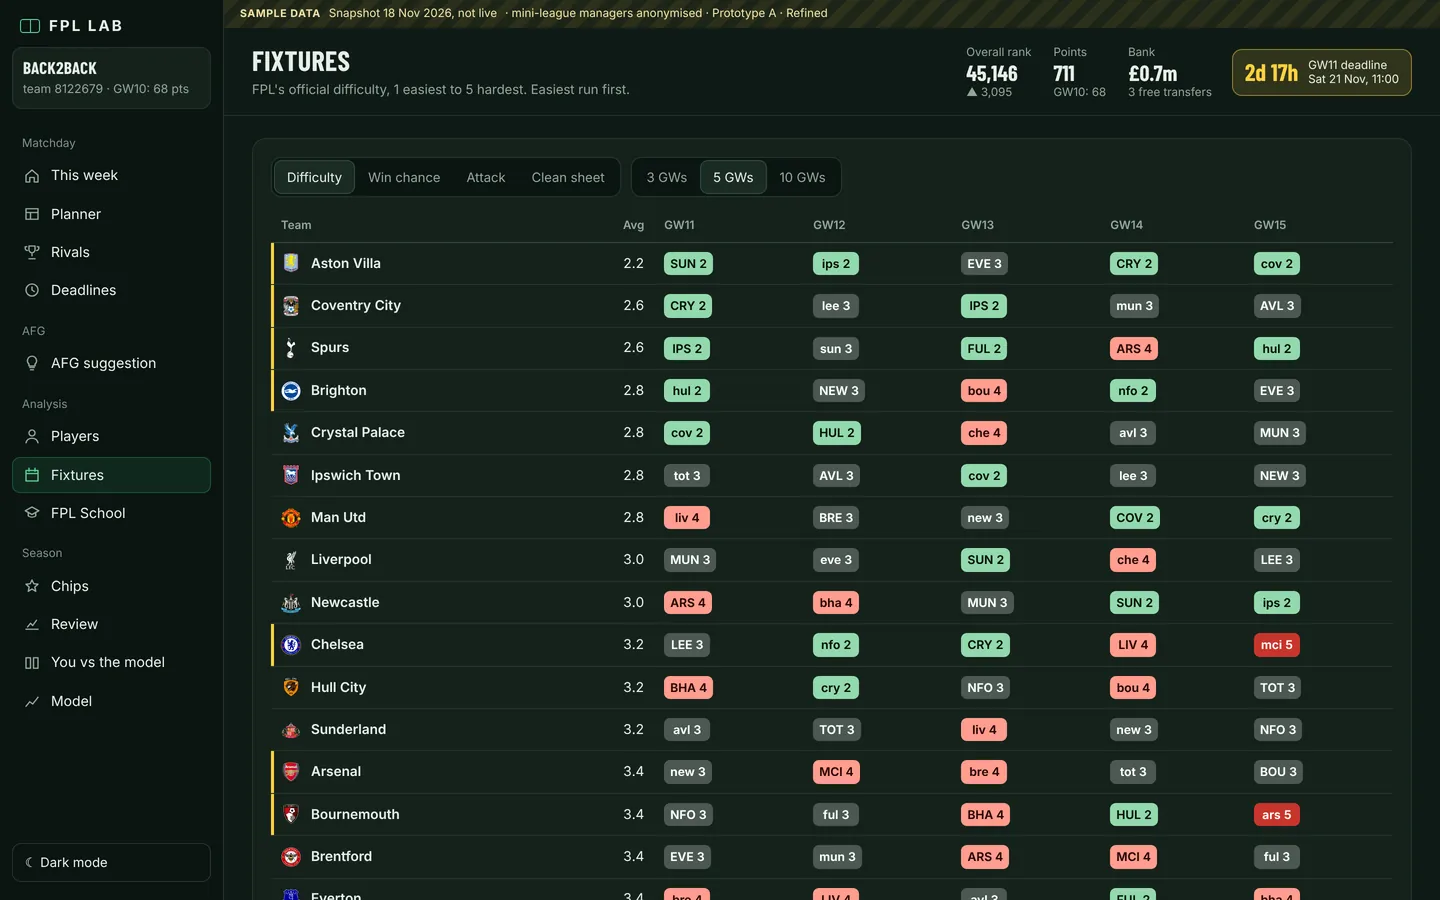 SAMPLE DATA Snapshot 18 Nov 2026, not live · mini-league managers anonymised · Prototype A · Refined
FPL LAB
BACK2BACK
team 8122679 · GW10: 68 pts
Matchday
This week
Planner
Rivals
Deadlines
AFG
AFG suggestion
Analysis
Players
Fixtures
FPL School
Season
Chips
Review
You vs the model
Model
☾ Dark mode
FIXTURES
FPL's official difficulty, 1 easiest to 5 hardest. Easiest run first.
Overall rank
45,146
▲ 3,095
Points
711
GW10: 68
Bank
£0.7m
3 free transfers
2d 17h
GW11 deadline
Sat 21 Nov, 11:00
Difficulty Win chance Attack Clean sheet 3 GWs 5 GWs 10 GWs
Team Avg GW11 GW12 GW13 GW14 GW15
Aston Villa 2.2 SUN 2 ips 2 EVE 3 CRY 2 cov 2
Coventry City 2.6 CRY 2 lee 3 IPS 2 mun 3 AVL 3
Spurs 2.6 IPS 2 sun 3 FUL 2 ARS 4 hul 2
Brighton 2.8 hul 2 NEW 3 bou 4 nfo 2 EVE 3
Crystal Palace 2.8 cov 2 HUL 2 che 4 avl 3 MUN 3
Ipswich Town 2.8 tot 3 AVL 3 cov 2 lee 3 NEW 3
Man Utd 2.8 liv 4 BRE 3 new 3 COV 2 cry 2
Liverpool 3.0 MUN 3 eve 3 SUN 2 che 4 LEE 3
Newcastle 3.0 ARS 4 bha 4 MUN 3 SUN 2 ips 2
Chelsea 3.2 LEE 3 nfo 2 CRY 2 LIV 4 mci 5
Hull City 3.2 BHA 4 cry 2 NFO 3 bou 4 TOT 3
Sunderland 3.2 avl 3 TOT 3 liv 4 new 3 NFO 3
Arsenal 3.4 new 3 MCI 4 bre 4 tot 3 BOU 3
Bournemouth 3.4 NFO 3 ful 3 BHA 4 HUL 2 ars 5
Brentford 3.4 EVE 3 mun 3 ARS 4 MCI 4 ful 3
Everton 3.4 bre 4 LIV 4 avl 3 FUL 2 bha 4